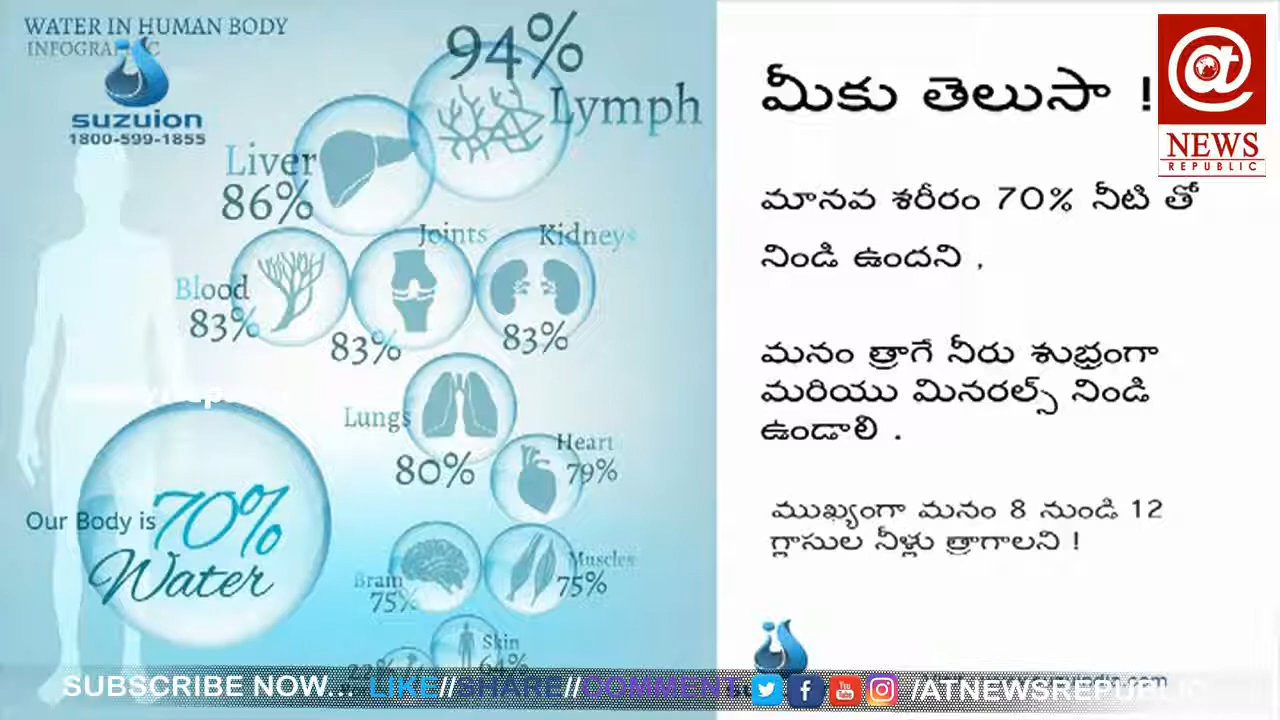 WATER IN HUMAN BODY
INFOGRAPHIC
suzuion
1800-599-1855
94%
Lymph
Liver
86%
Joints
Kidneys
Blood
83%
83%
83%
Lungs
80%
Heart
79%
Our Body is 70%
Water
Brain
75%
Muscles
75%
Skin
64%
మీకు తెలుసా !
@
NEWS
REPUBLIC
మానవ శరీరం 70% నీటి తో
నిండి ఉందని ,
మనం త్రాగే నీరు శుభ్రంగా
మరియు మినరల్స్ నిండి
ఉండాలి .
ముఖ్యంగా మనం 8 నుండి 12
గ్లాసుల నీళ్లు త్రాగాలని !
SUBSCRIBE NOW... LIKE//SHARE//COMMENT /ATNEWSREPUBLIC